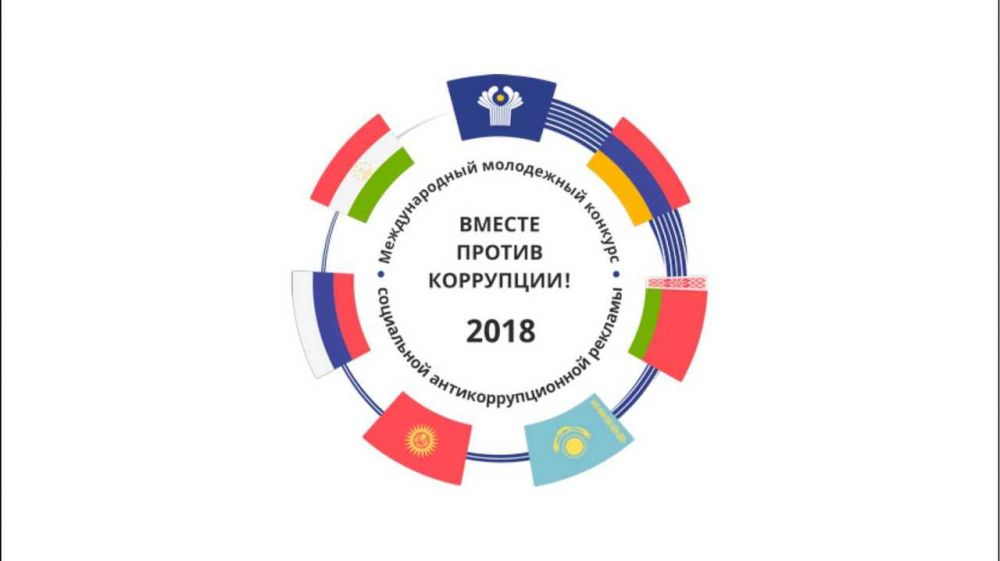 Международный молодежный конкурс
ВМЕСТЕ
ПРОТИВ
КОРРУПЦИИ!
2018
социальной антикоррупционной рекламы